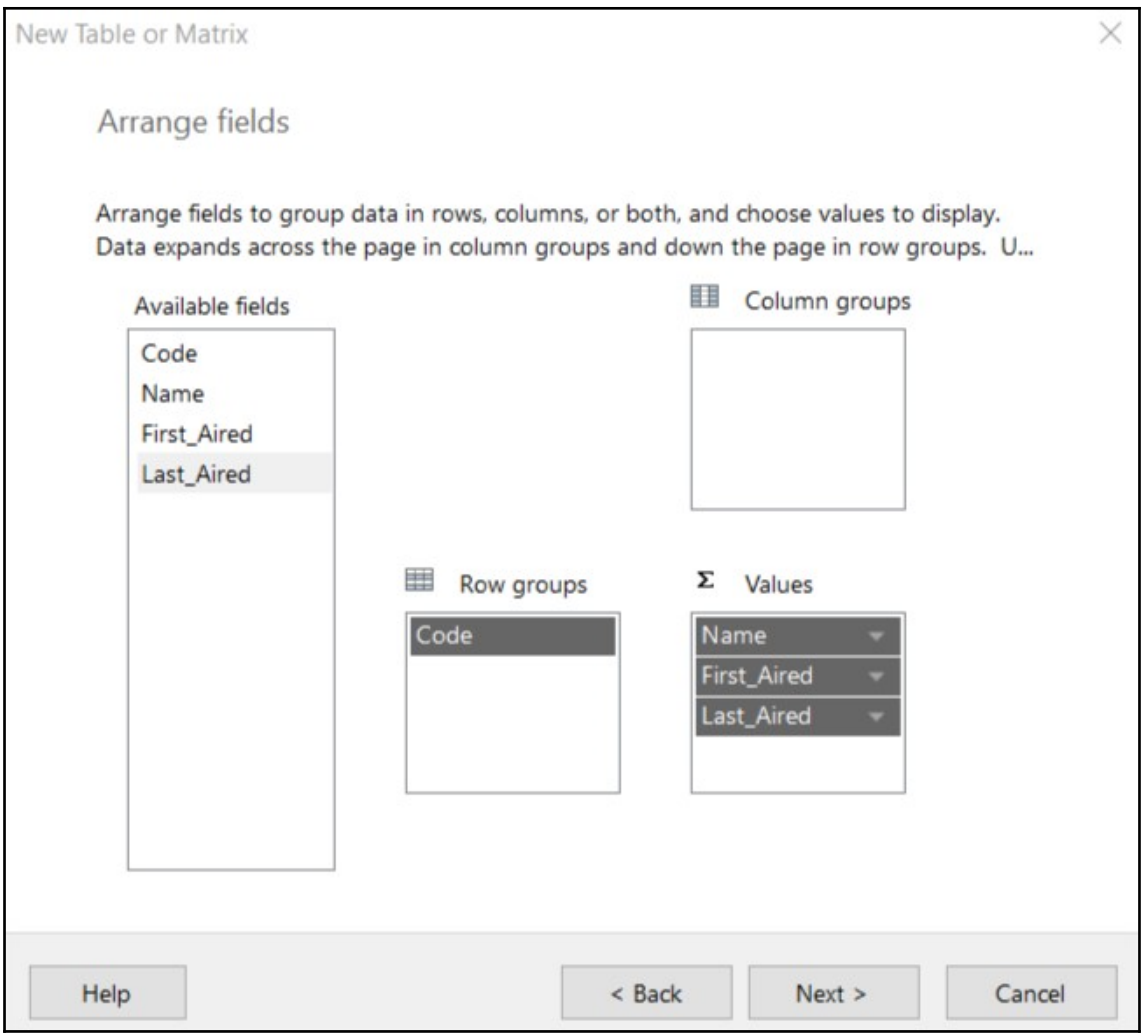 New Table or Matrix
Arrange fields
Arrange fields to group data in rows, columns, or both, and choose values to display.
Data expands across the page in column groups and down the page in row groups. U...
Available fields
Code
Name
First_Aired
Last_Aired
Column groups
Row groups
Code
Σ Values
Name
First_Aired
Last_Aired
Help
< Back
Next >
Cancel